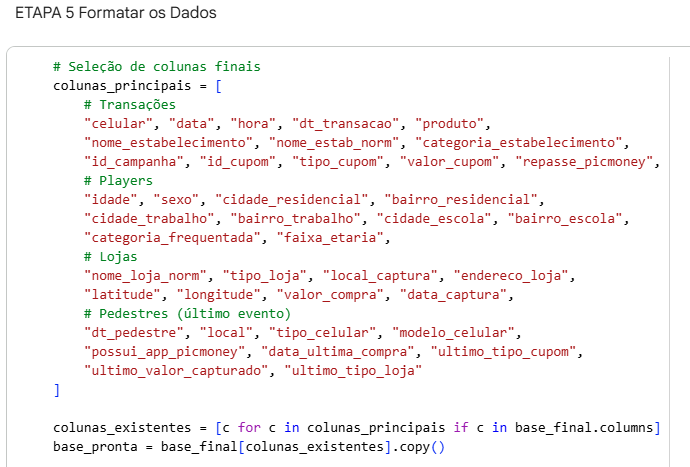 ETAPA 5 Formatar os Dados
# Seleção de colunas finais
colunas_principais = [
# Transações
"celular", "data", "hora", "dt_transacao", "produto",
"nome_estabelecimento", "nome_estab_norm", "categoria_estabelecimento",
"id_campanha", "id_cupom", "tipo_cupom", "valor_cupom", "repasse_picmoney",
# Players
"idade", "sexo", "cidade_residencial", "bairro_residencial",
"cidade_trabalho", "bairro_trabalho", "cidade_escola", "bairro_escola",
"categoria_frequentada", "faixa_etaria",
# Lojas
"nome_loja_norm", "tipo_loja", "local_captura", "endereco_loja",
"latitude", "longitude", "valor_compra", "data_captura",
# Pedestres (último evento)
"dt_pedestre", "local", "tipo_celular", "modelo_celular",
"possui_app_picmoney", "data_ultima_compra", "ultimo_tipo_cupom",
"ultimo_valor_capturado", "ultimo_tipo_loja"
]
colunas_existentes = [c for c in colunas_principais if c in base_final.columns]
base_pronta = base_final[colunas_existentes].copy()